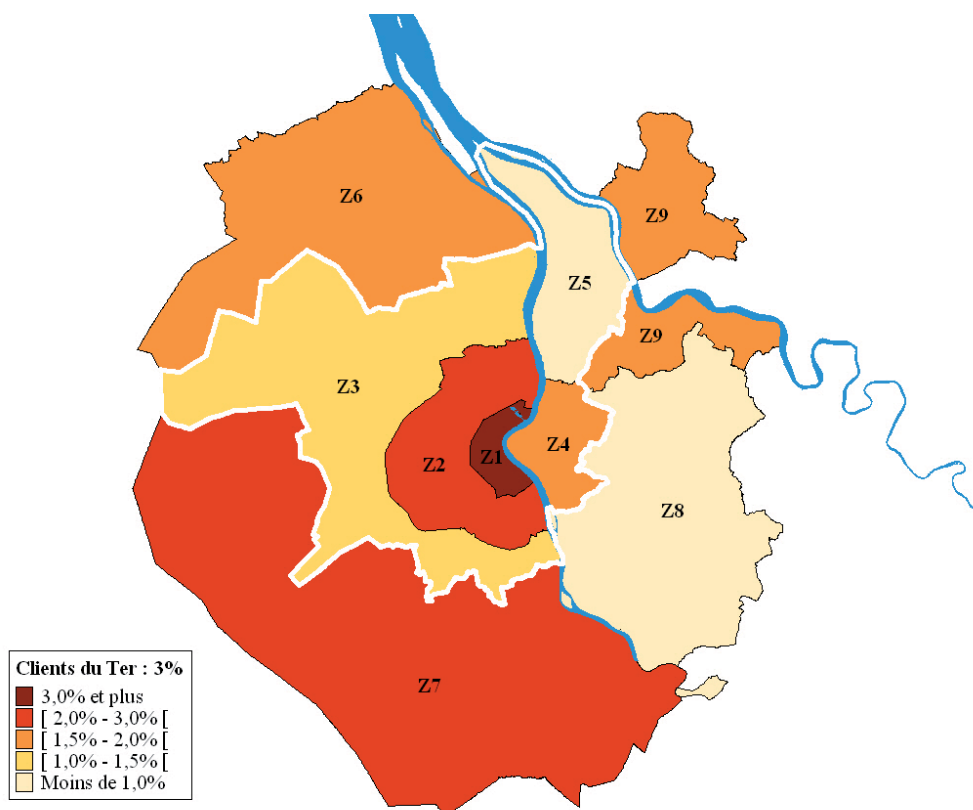 Z6
Z9
Z5
Z9
Z3
Z4
Z2
Z1
Z8
Z7
Clients du Ter : 3%
3,0% et plus
[ 2,0% - 3,0% [
[ 1,5% - 2,0% [
[ 1,0% - 1,5% [
Moins de 1,0%